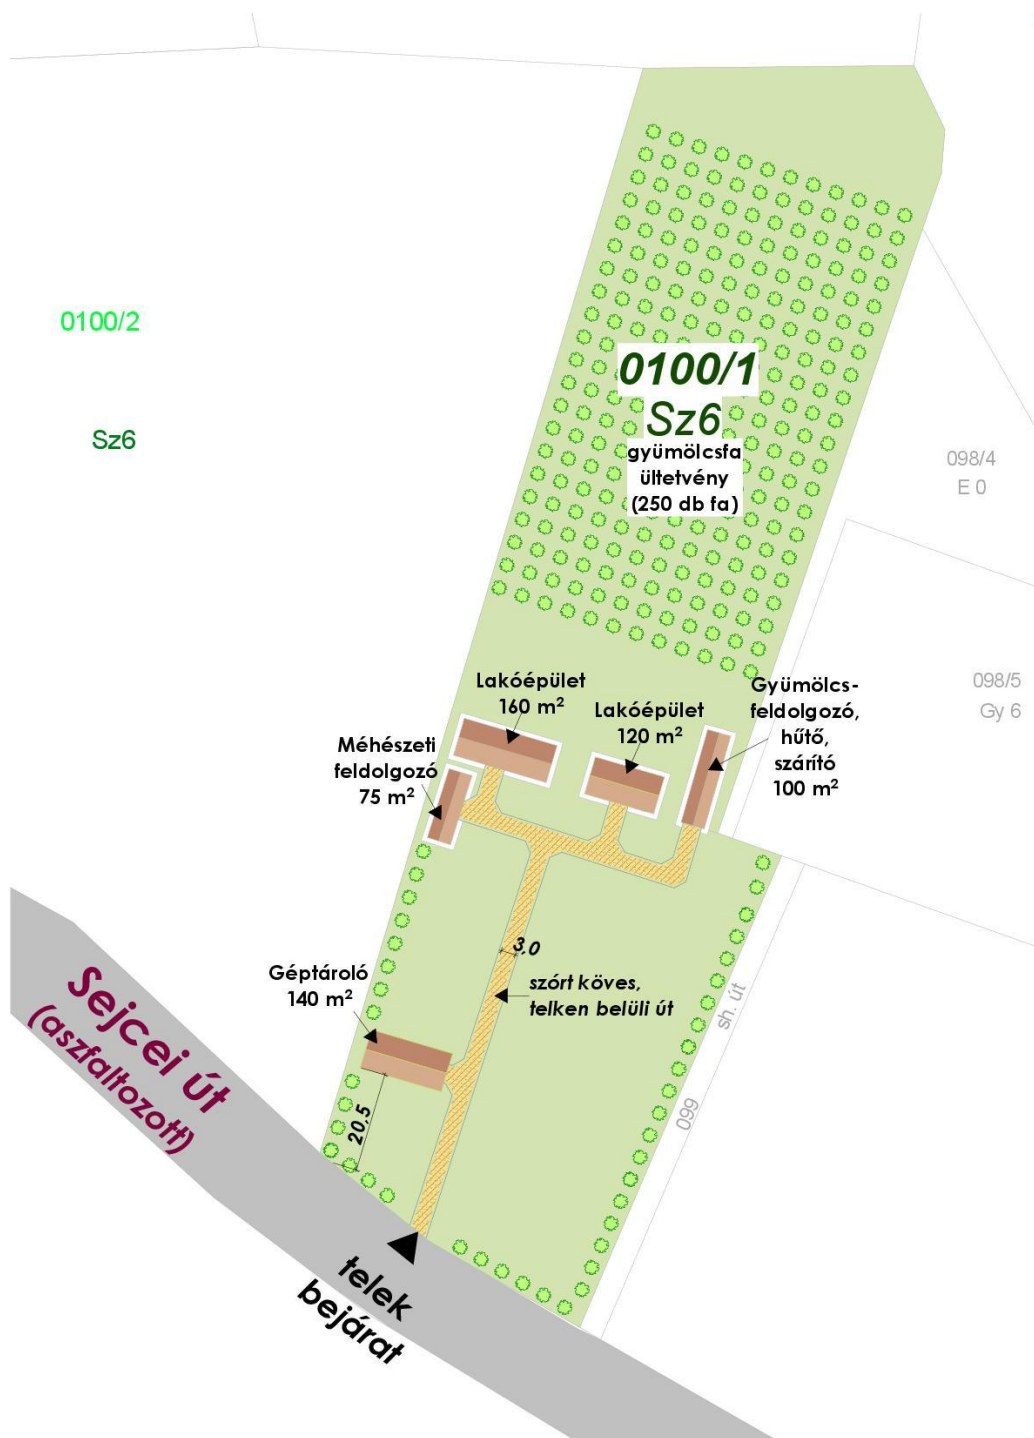 0100/2
Sz6
0100/1
Sz6
gyümölcsfa
ültetvény
(250 db fa)
098/4
E 0
098/5
Gy 6
Lakóépület
160 m²
Lakóépület
120 m²
Gyümölcs-
feldolgozó,
hűtő,
szárító
100 m²
Méhészeti
feldolgozó
75 m²
3,0
szórt köves,
telken belüli út
Géptároló
140 m²
20,5
sh. út
099
Sejcei út
(aszfaltozott)
telek
bejárat